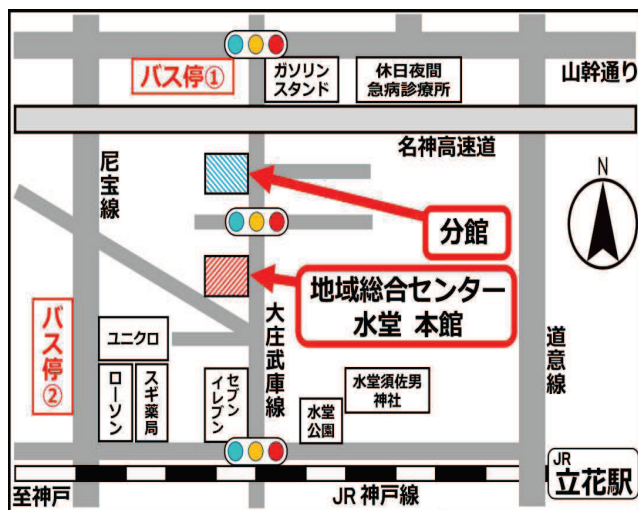 バス停①
ガソリン
スタンド
休日夜間
急病診療所
山幹通り
名神高速道
尼宝線
N
分館
地域総合センター
水堂 本館
バス停②
ユニクロ
ローソン
スギ薬局
セブン
イレブン
大庄武庫線
水堂
公園
水堂須佐男
神社
道意線
至神戸
JR 神戸線
JR
立花駅